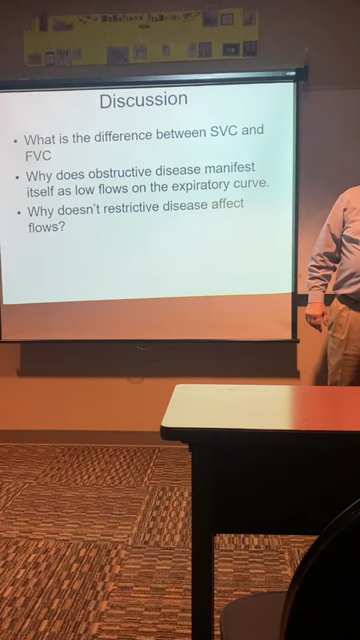 Discussion
• What is the difference between SVC and
FVC
• Why does obstructive disease manifest
itself as low flows on the expiratory curve.
• Why doesn't restrictive disease affect
flows?